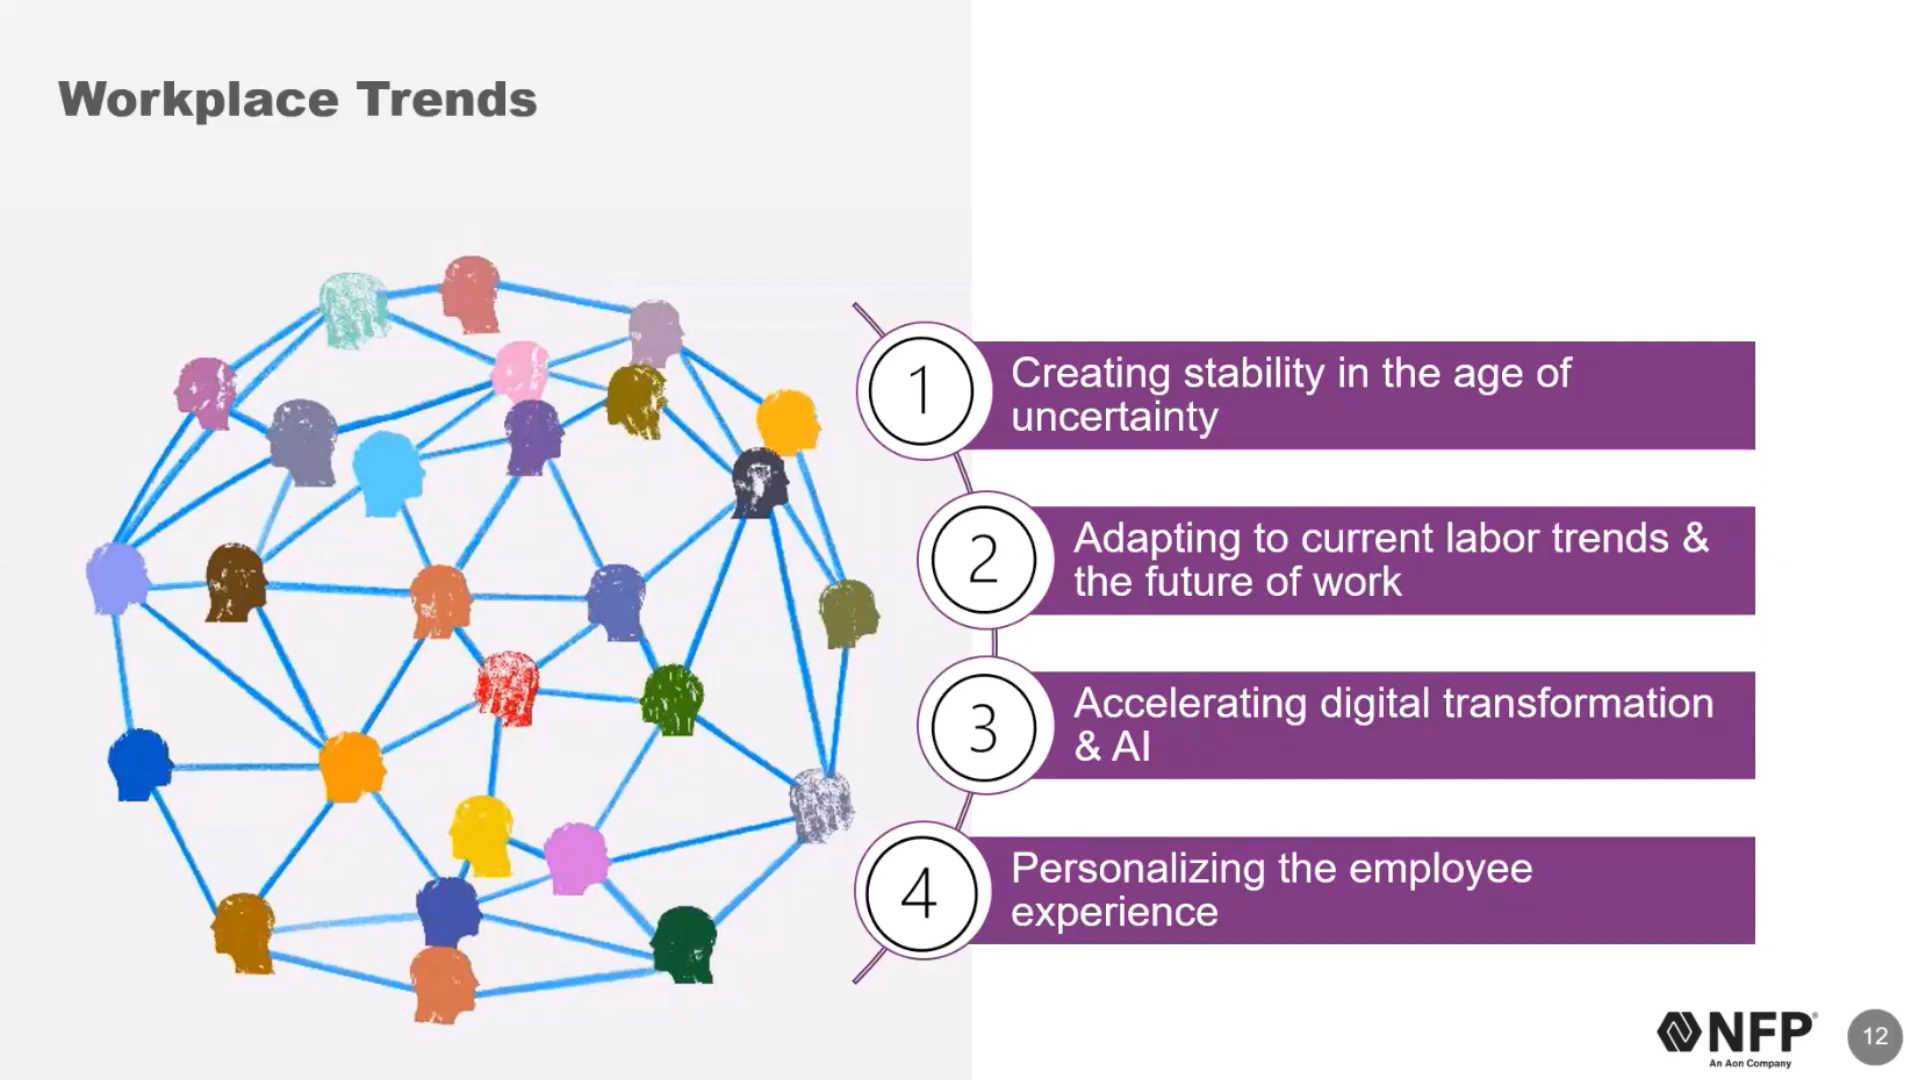 Workplace Trends
1
Creating stability in the age of
uncertainty
2
Adapting to current labor trends &
the future of work
3
Accelerating digital transformation
& AI
4
Personalizing the employee
experience
NFP®
An Aon Company
12